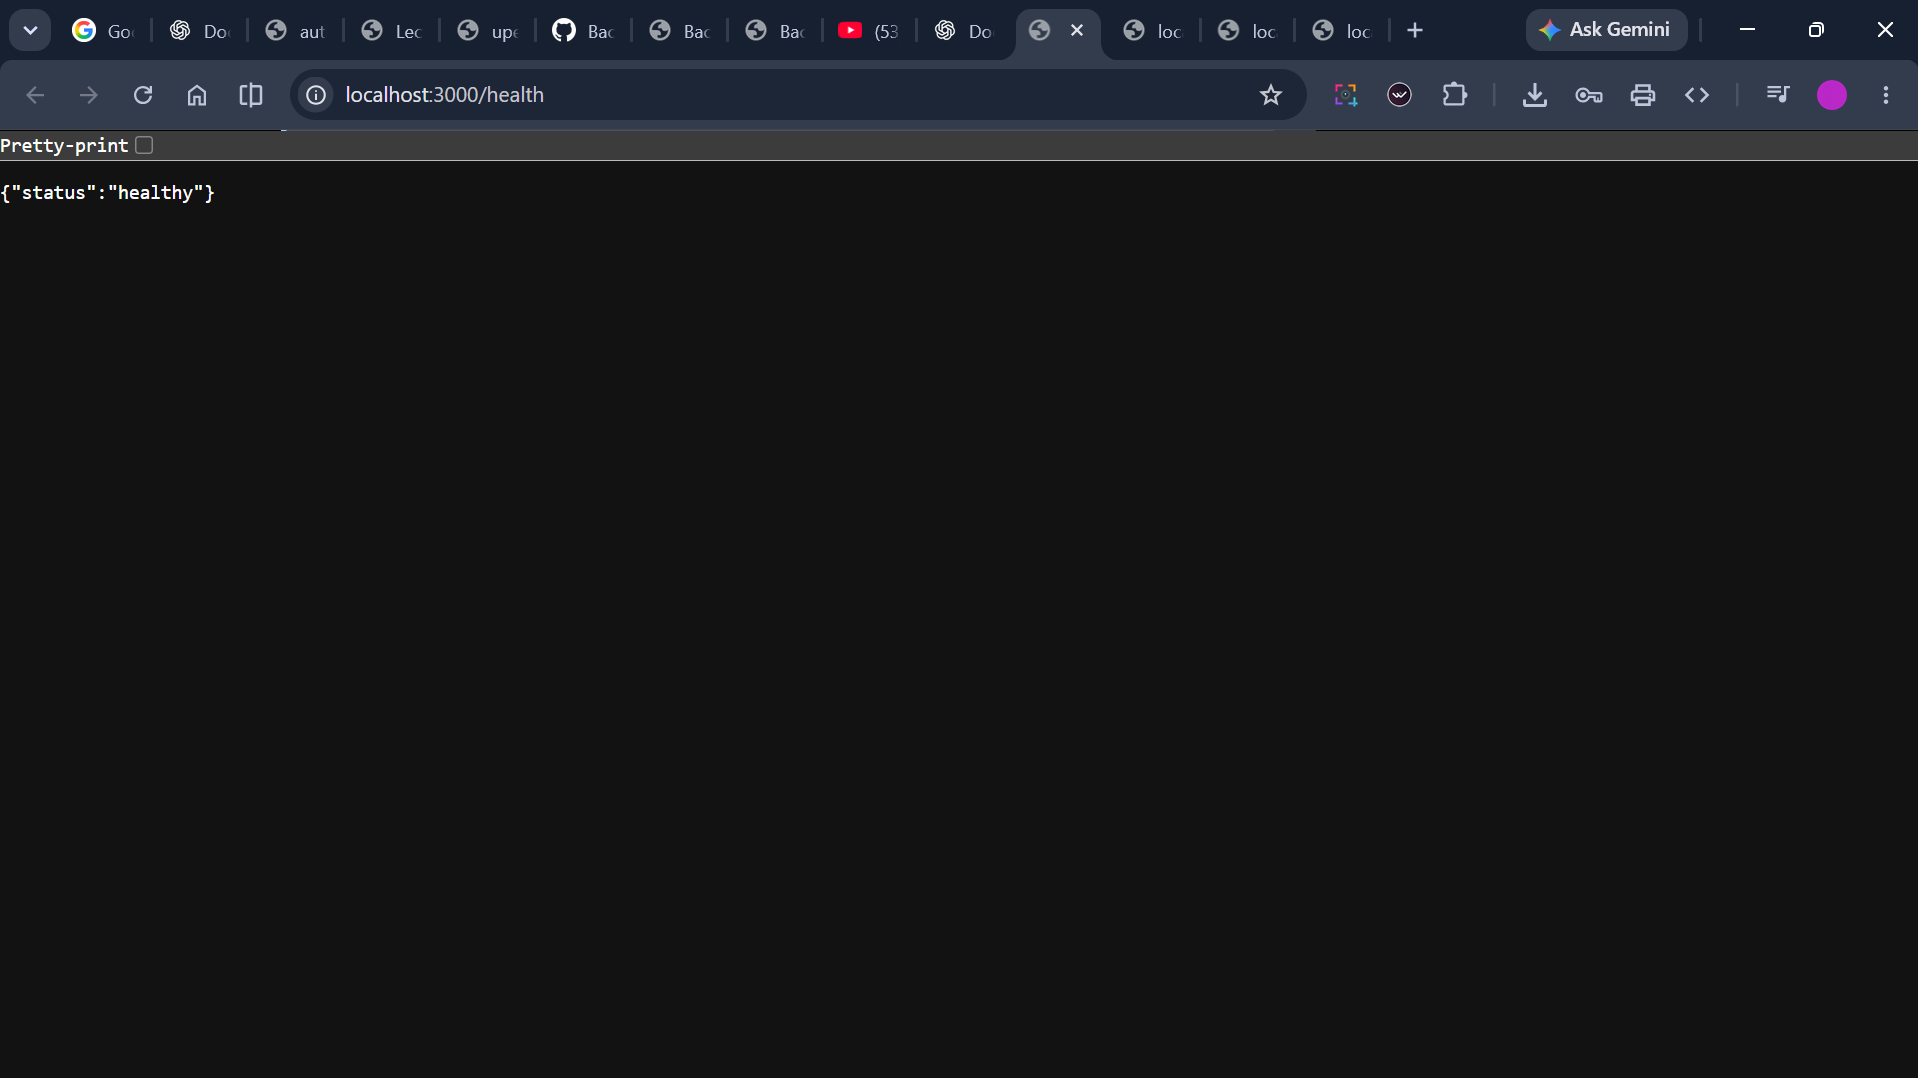 Go
Do
aut
Lec
upe
Bac
Bac
Bac
(53
Do
loc
loc
loc
Ask Gemini
localhost:3000/health
Pretty-print
{"status":"healthy"}